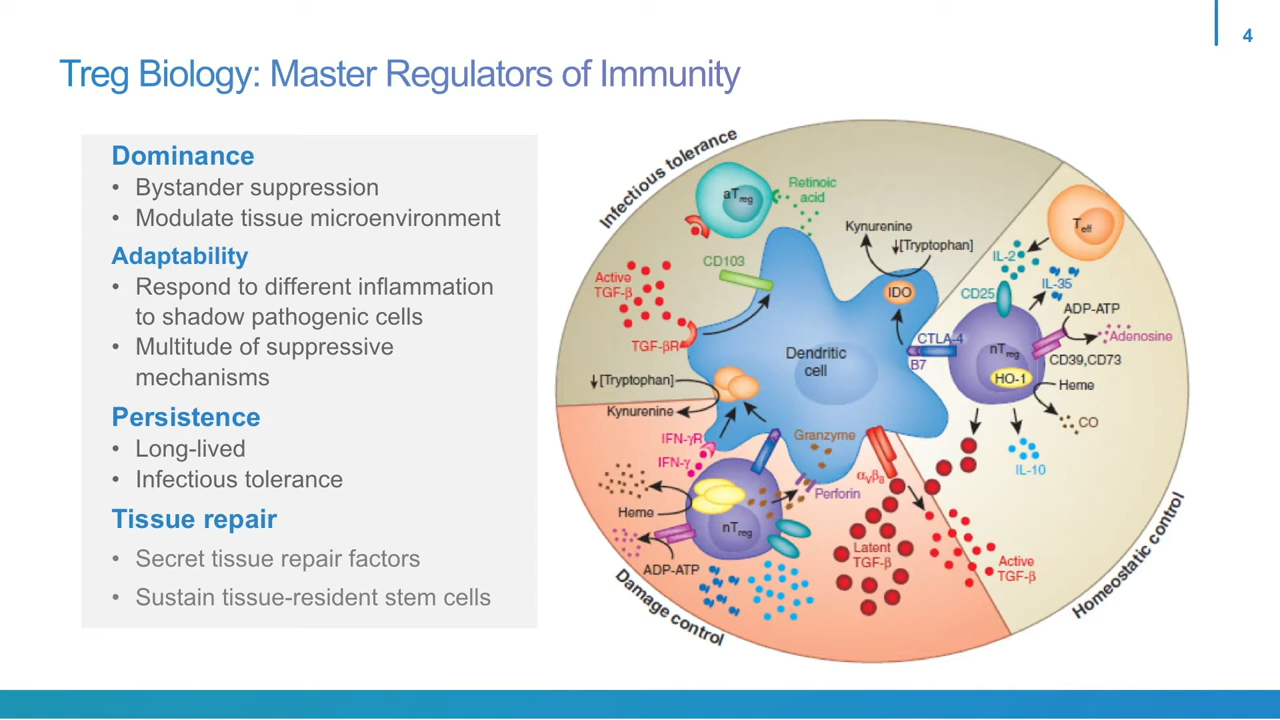 4
Treg Biology: Master Regulators of Immunity
Dominance
• Bystander suppression
• Modulate tissue microenvironment
Adaptability
• Respond to different inflammation
to shadow pathogenic cells
• Multitude of suppressive
mechanisms
Persistence
• Long-lived
• Infectious tolerance
Tissue repair
• Secret tissue repair factors
• Sustain tissue-resident stem cells
Infectious tolerance
aTreg
Retinoic
acid
CD103
Active
TGF-β
TGF-βR
Kynurenine
↓[Tryptophan]
IDO
Dendritic
cell
CTLA-4
B7
Teff
IL-2
CD25
IL-35
ADP-ATP
Adenosine
nTreg
CD39,CD73
HO-1
Heme
CO
IL-10
Homeostatic control
↓[Tryptophan]
Kynurenine
IFN-γR
IFN-γ
Granzyme
Perforin
αvβ8
Heme
nTreg
ADP-ATP
Latent
TGF-β
Active
TGF-β
Damage control